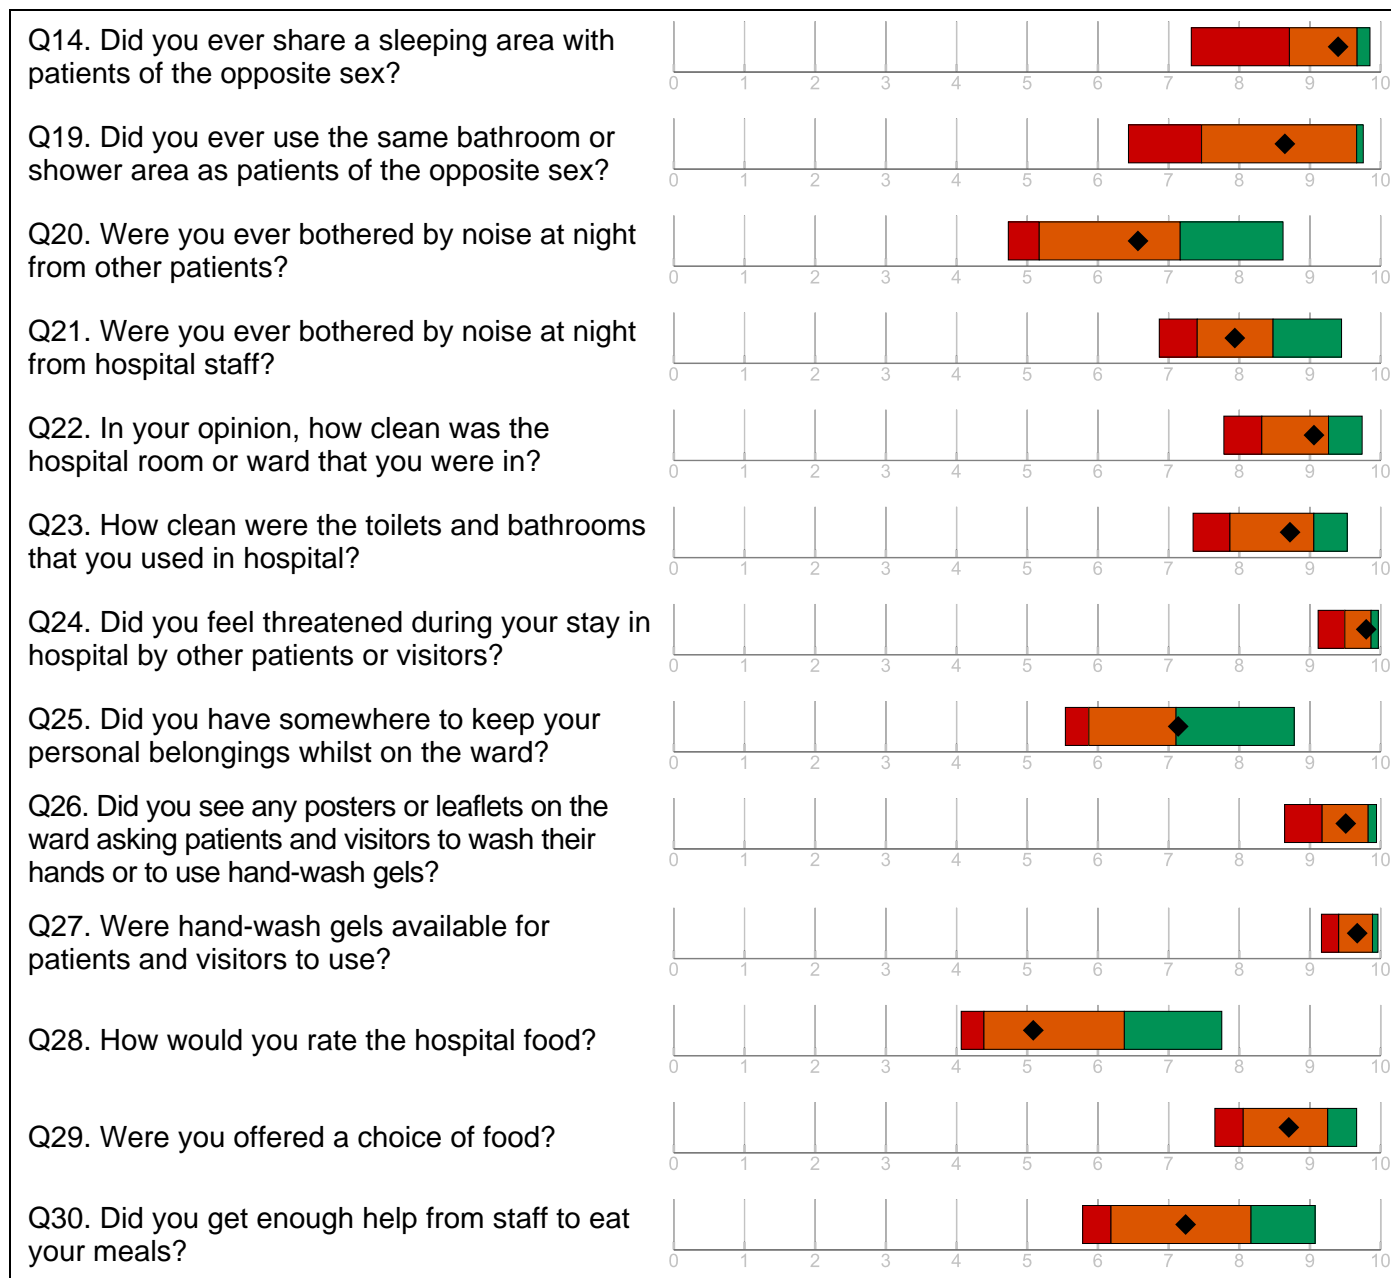 Q14. Did you ever share a sleeping area with
patients of the opposite sex?
0 1 2 3 4 5 6 7 8 9 10
Q19. Did you ever use the same bathroom or
shower area as patients of the opposite sex?
0 1 2 3 4 5 6 7 8 9 10
Q20. Were you ever bothered by noise at night
from other patients?
0 1 2 3 4 5 6 7 8 9 10
Q21. Were you ever bothered by noise at night
from hospital staff?
0 1 2 3 4 5 6 7 8 9 10
Q22. In your opinion, how clean was the
hospital room or ward that you were in?
0 1 2 3 4 5 6 7 8 9 10
Q23. How clean were the toilets and bathrooms
that you used in hospital?
0 1 2 3 4 5 6 7 8 9 10
Q24. Did you feel threatened during your stay in
hospital by other patients or visitors?
0 1 2 3 4 5 6 7 8 9 10
Q25. Did you have somewhere to keep your
personal belongings whilst on the ward?
0 1 2 3 4 5 6 7 8 9 10
Q26. Did you see any posters or leaflets on the
ward asking patients and visitors to wash their
hands or to use hand-wash gels?
0 1 2 3 4 5 6 7 8 9 10
Q27. Were hand-wash gels available for
patients and visitors to use?
0 1 2 3 4 5 6 7 8 9 10
Q28. How would you rate the hospital food?
0 1 2 3 4 5 6 7 8 9 10
Q29. Were you offered a choice of food?
0 1 2 3 4 5 6 7 8 9 10
Q30. Did you get enough help from staff to eat
your meals?
0 1 2 3 4 5 6 7 8 9 10